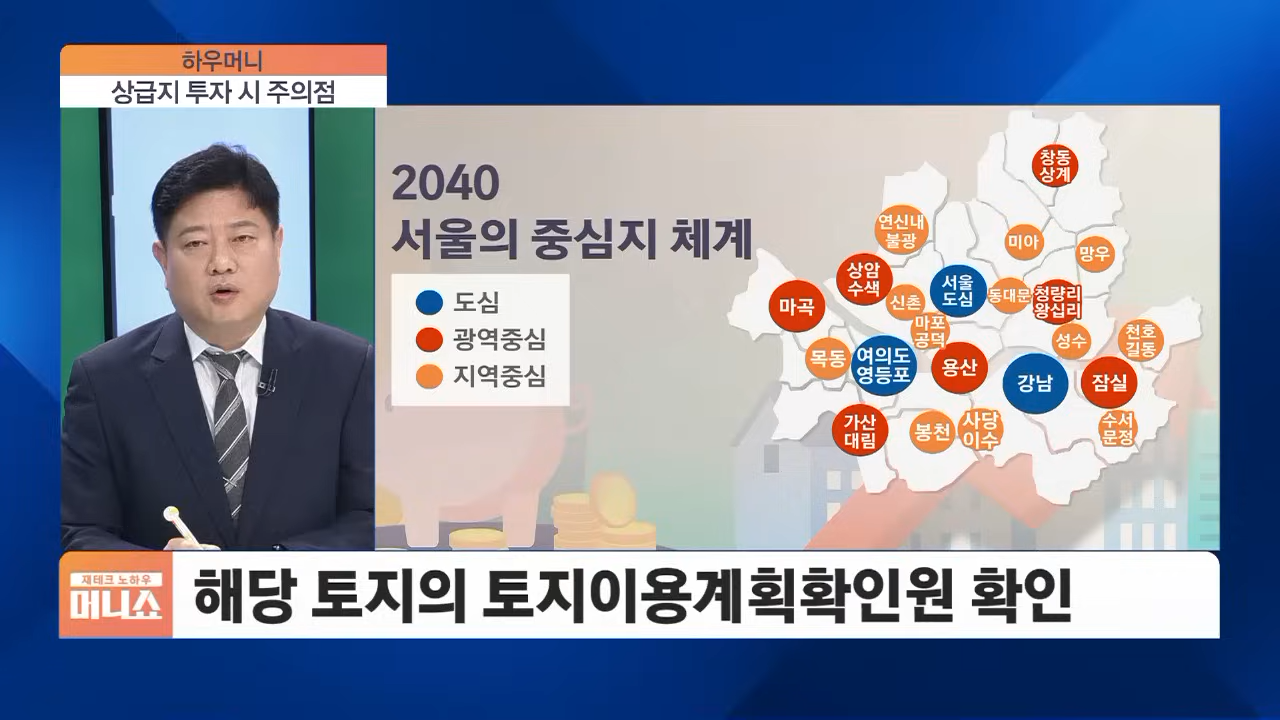 하우머니
상급지 투자 시 주의점
2040
서울의 중심지 체계
도심
광역중심
지역중심
창동
상계
연신내
불광
미아
망우
상암
수색
서울
도심
마곡
신촌
동대문
청량리
왕십리
마포
공덕
성수
천호
길동
목동
여의도
영등포
용산
강남
잠실
가산
대림
봉천
사당
이수
수서
문정
재테크 노하우
머니쇼
해당 토지의 토지이용계획확인원 확인